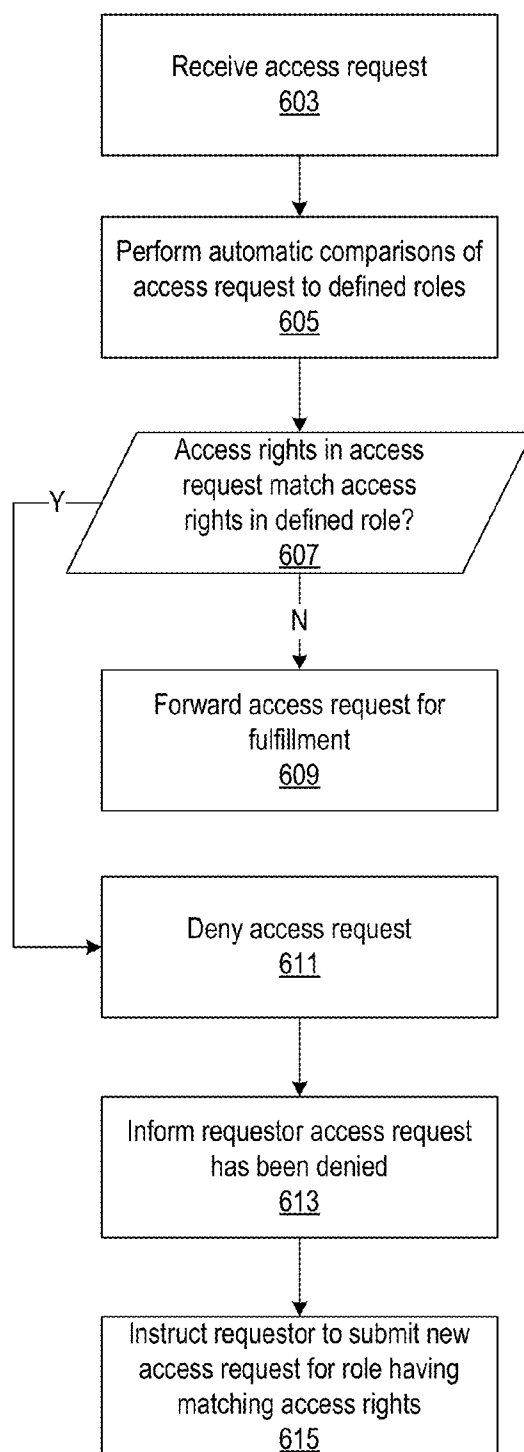 Receive access request
603
Perform automatic comparisons of
access request to defined roles
605
Access rights in access
request match access
rights in defined role?
607
Y
N
Forward access request for
fulfillment
609
Deny access request
611
Inform requestor access request
has been denied
613
Instruct requestor to submit new
access request for role having
matching access rights
615